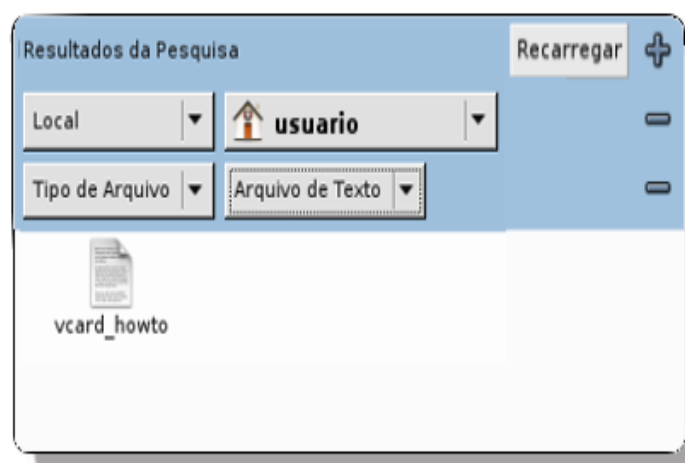 Resultados da Pesquisa Recarregar
Local usuario
Tipo de Arquivo Arquivo de Texto
vcard_howto